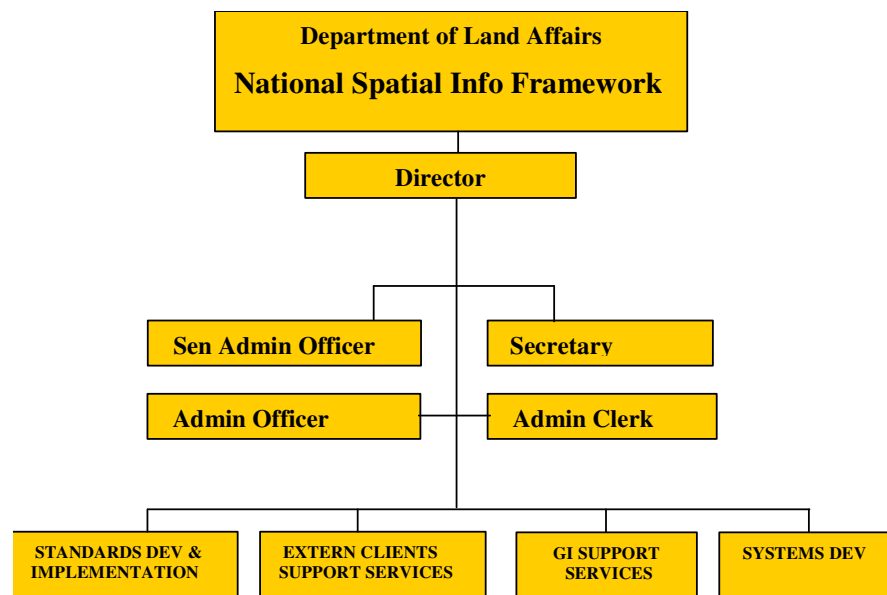 Department of Land Affairs
National Spatial Info Framework
Director
Sen Admin Officer
Secretary
Admin Officer
Admin Clerk
STANDARDS DEV &
IMPLEMENTATION
EXTERN CLIENTS
SUPPORT SERVICES
GI SUPPORT
SERVICES
SYSTEMS DEV